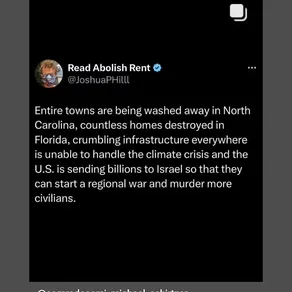 Read Abolish Rent
@JoshuaPHilll
Entire towns are being washed away in North
Carolina, countless homes destroyed in
Florida, crumbling infrastructure everywhere
is unable to handle the climate crisis and the
U.S. is sending billions to Israel so that they
can start a regional war and murder more
civilians.